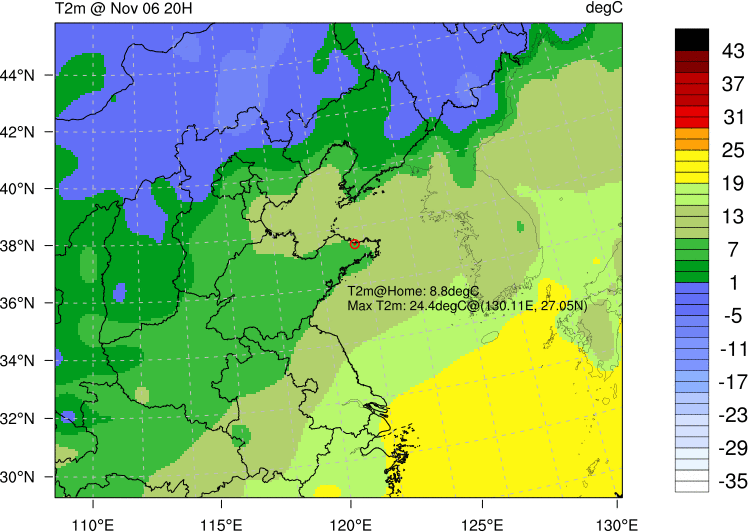 T2m @ Nov 06 20H
degC
44°N
42°N
40°N
38°N
36°N
34°N
32°N
30°N
T2m@Home: 8.8degC
Max T2m: 24.4degC@(130.11E, 27.05N)
110°E
115°E
120°E
125°E
130°E
43
37
31
25
19
13
7
1
-5
-11
-17
-23
-29
-35